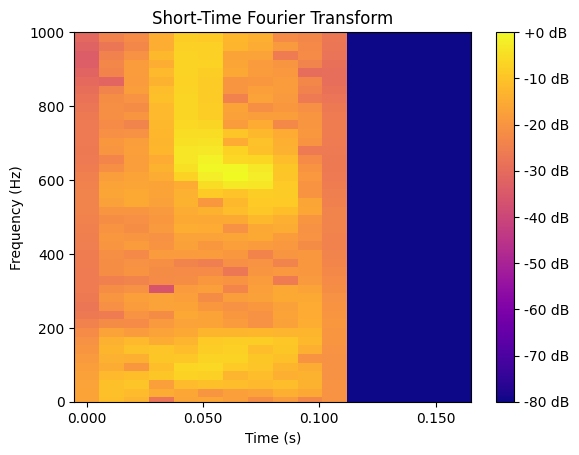 Short-Time Fourier Transform
1000
800
600
400
200
0
Frequency (Hz)
0.000
0.050
0.100
0.150
Time (s)
+0 dB
-10 dB
-20 dB
-30 dB
-40 dB
-50 dB
-60 dB
-70 dB
-80 dB